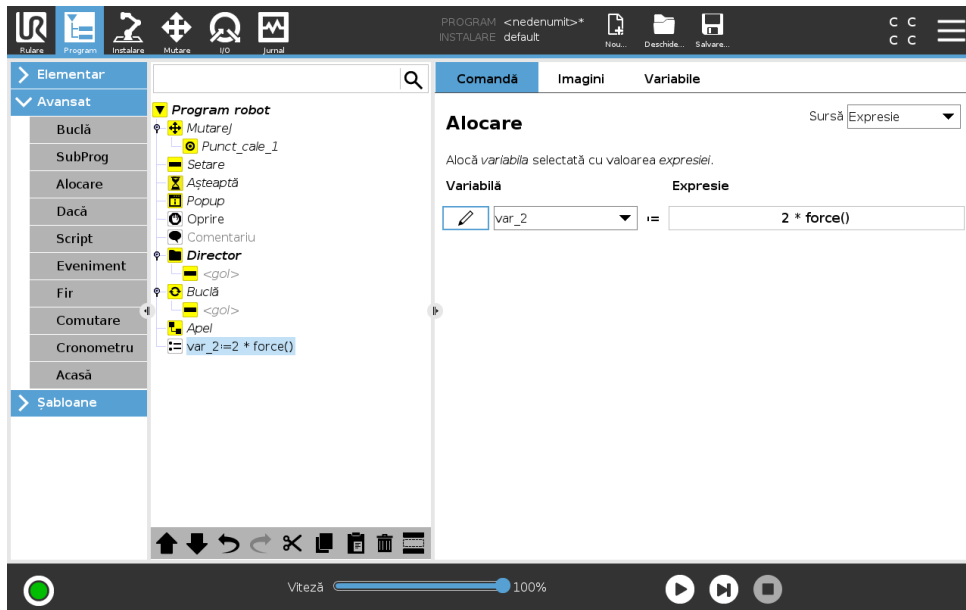 PROGRAM <nedenumit>*
INSTALARE default
Rulare Program Instalare Mutare I/O Jurnal Nou... Deschide... Salvare...
C C
C C
Elementar
Avansat
Buclă
SubProg
Alocare
Dacă
Script
Eveniment
Fir
Comutare
Cronometru
Acasă
Șabloane
Program robot
MutareJ
Punct_cale_1
Setare
Așteaptă
Popup
Oprire
Comentariu
Director
<gol>
Buclă
<gol>
Apel
var_2:=2 * force()
Comandă Imagini Variabile
Alocare
Sursă Expresie
Alocă variabila selectată cu valoarea expresiei.
Variabilă Expresie
var_2 := 2 * force()
Viteză 100%